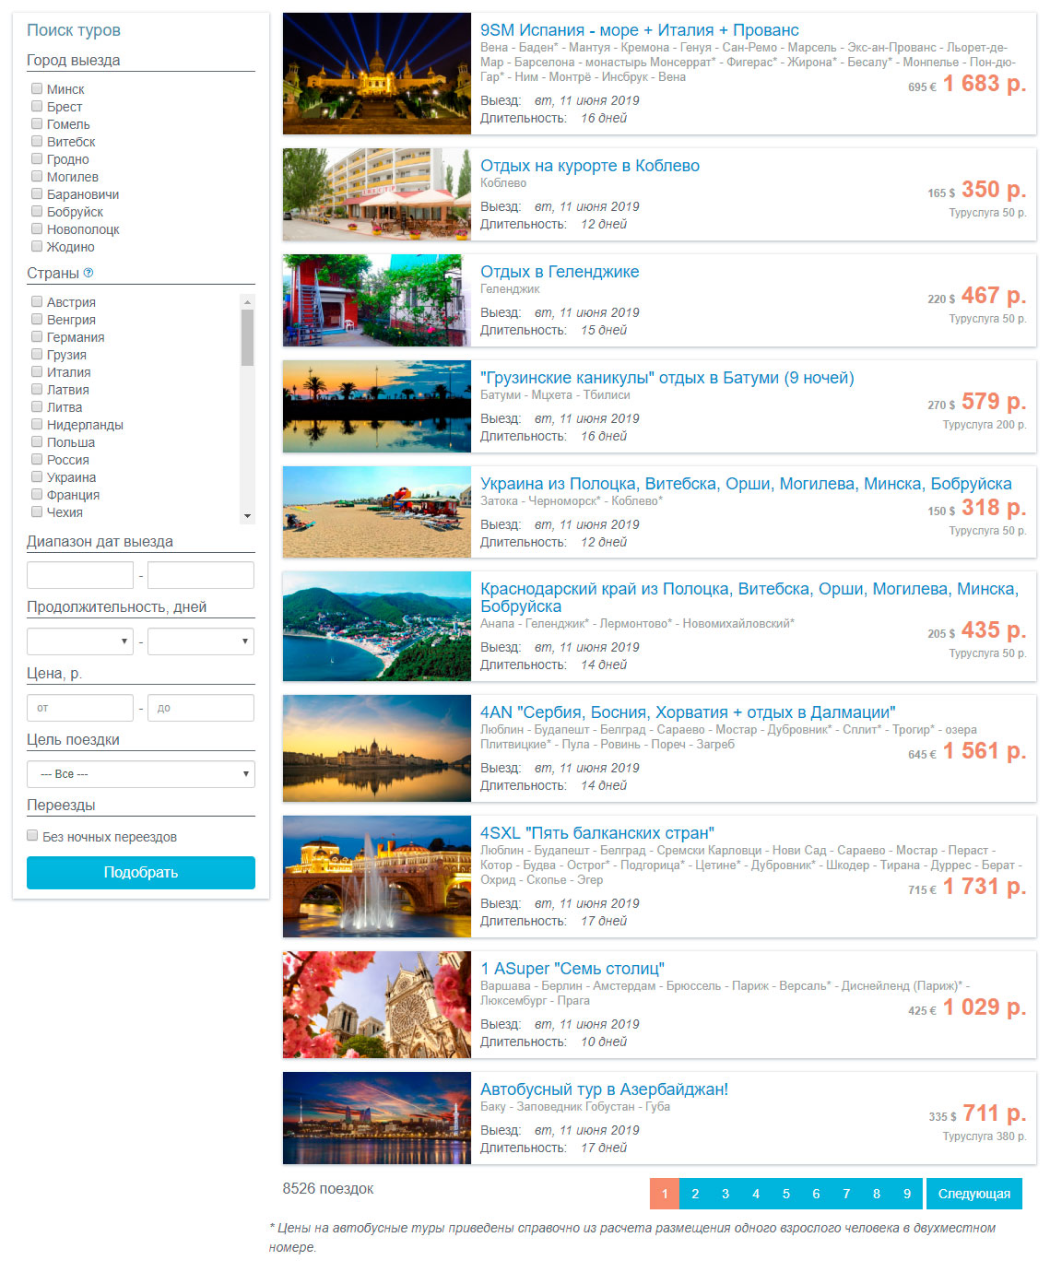 Поиск туров
Город выезда
Минск
Брест
Гомель
Витебск
Гродно
Могилев
Барановичи
Бобруйск
Новополоцк
Жодино
Страны
Австрия
Венгрия
Германия
Грузия
Италия
Латвия
Литва
Нидерланды
Польша
Россия
Украина
Франция
Чехия
Диапазон дат выезда
-
Продолжительность, дней
-
Цена, р.
от - до
Цель поездки
--- Все ---
Переезды
Без ночных переездов
Подобрать
9SM Испания - море + Италия + Прованс
Вена - Баден* - Мантуя - Кремона - Генуя - Сан-Ремо - Марсель - Экс-ан-Прованс - Льорет-де-
Мар - Барселона - монастырь Монсеррат* - Фигерас* - Жирона* - Бесалу* - Монпелье - Пон-дю-
Гар* - Ним - Монтрё - Инсбрук - Вена
695 € 1 683 р.
Выезд: вт, 11 июня 2019
Длительность: 16 дней
Отдых на курорте в Коблево
Коблево
165 $ 350 р.
Выезд: вт, 11 июня 2019
Туруслуга 50 р.
Длительность: 12 дней
Отдых в Геленджике
Геленджик
220 $ 467 р.
Выезд: вт, 11 июня 2019
Туруслуга 50 р.
Длительность: 15 дней
"Грузинские каникулы" отдых в Батуми (9 ночей)
Батуми - Мцхета - Тбилиси
270 $ 579 р.
Выезд: вт, 11 июня 2019
Туруслуга 200 р.
Длительность: 16 дней
Украина из Полоцка, Витебска, Орши, Могилева, Минска, Бобруйска
Затока - Черноморск* - Коблево*
150 $ 318 р.
Выезд: вт, 11 июня 2019
Туруслуга 50 р.
Длительность: 12 дней
Краснодарский край из Полоцка, Витебска, Орши, Могилева, Минска,
Бобруйска
Анапа - Геленджик* - Лермонтово* - Новомихайловский*
205 $ 435 р.
Выезд: вт, 11 июня 2019
Туруслуга 50 р.
Длительность: 14 дней
4AN "Сербия, Босния, Хорватия + отдых в Далмации"
Люблин - Будапешт - Белград - Сараево - Мостар - Дубровник* - Сплит* - Трогир* - озера
Плитвицкие* - Пула - Ровинь - Пореч - Загреб
645 € 1 561 р.
Выезд: вт, 11 июня 2019
Длительность: 14 дней
4SXL "Пять балканских стран"
Люблин - Будапешт - Белград - Сремски Карловци - Нови Сад - Сараево - Мостар - Пераст -
Котор - Будва - Острог* - Подгорица* - Цетине* - Дубровник* - Шкодер - Тирана - Дуррес - Берат -
Охрид - Скопье - Эгер
715 € 1 731 р.
Выезд: вт, 11 июня 2019
Длительность: 17 дней
1 ASuper "Семь столиц"
Варшава - Берлин - Амстердам - Брюссель - Париж - Версаль* - Диснейленд (Париж)* -
Люксембург - Прага
425 € 1 029 р.
Выезд: вт, 11 июня 2019
Длительность: 10 дней
Автобусный тур в Азербайджан!
Баку - Заповедник Гобустан - Губа
335 $ 711 р.
Выезд: вт, 11 июня 2019
Туруслуга 380 р.
Длительность: 17 дней
8526 поездок
1 2 3 4 5 6 7 8 9 Следующая
* Цены на автобусные туры приведены справочно из расчета размещения одного взрослого человека в двухместном
номере.